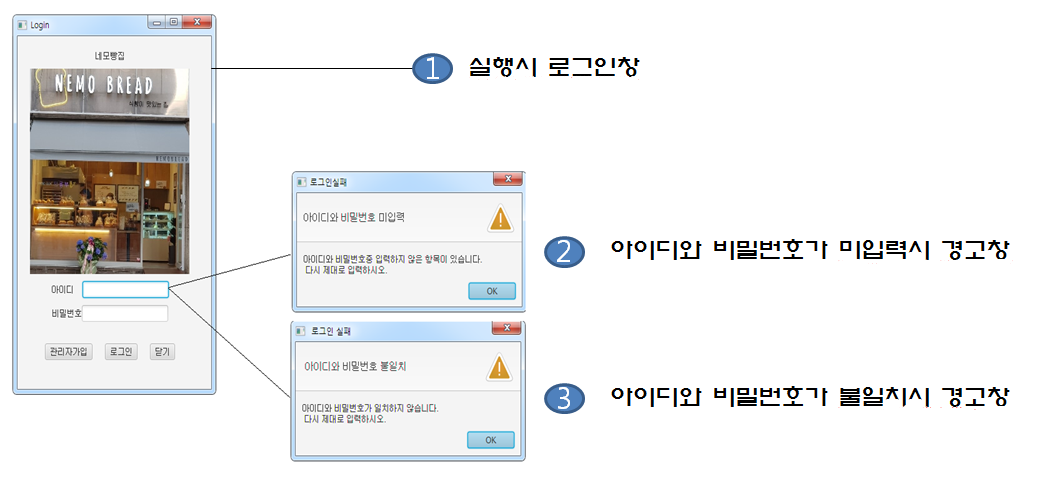 Login
네모빵집
NEMO BREAD
식빵이 맛있는 집
NEMOBREAD
아이디
비밀번호
관리자가입 로그인 닫기
1 실행시 로그인창
로그인실패
아이디와 비밀번호 미입력
아이디와 비밀번호중 입력하지 않은 항목이 있습니다.
다시 제대로 입력하시오.
OK
2 아이디와 비밀번호가 미입력시 경고창
로그인 실패
아이디와 비밀번호 불일치
아이디와 비밀번호가 일치하지 않습니다.
다시 제대로 입력하시오.
OK
3 아이디와 비밀번호가 불일치시 경고창